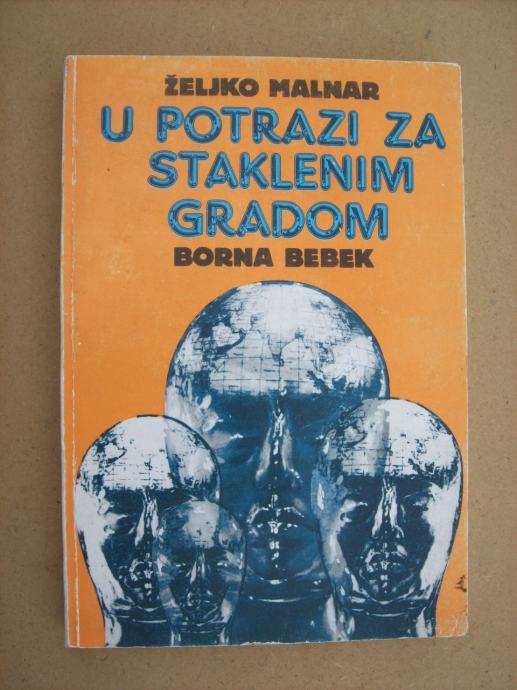 ŽELJKO MALNAR
U POTRAZI ZA
STAKLENIM
GRADOM
BORNA BEBEK